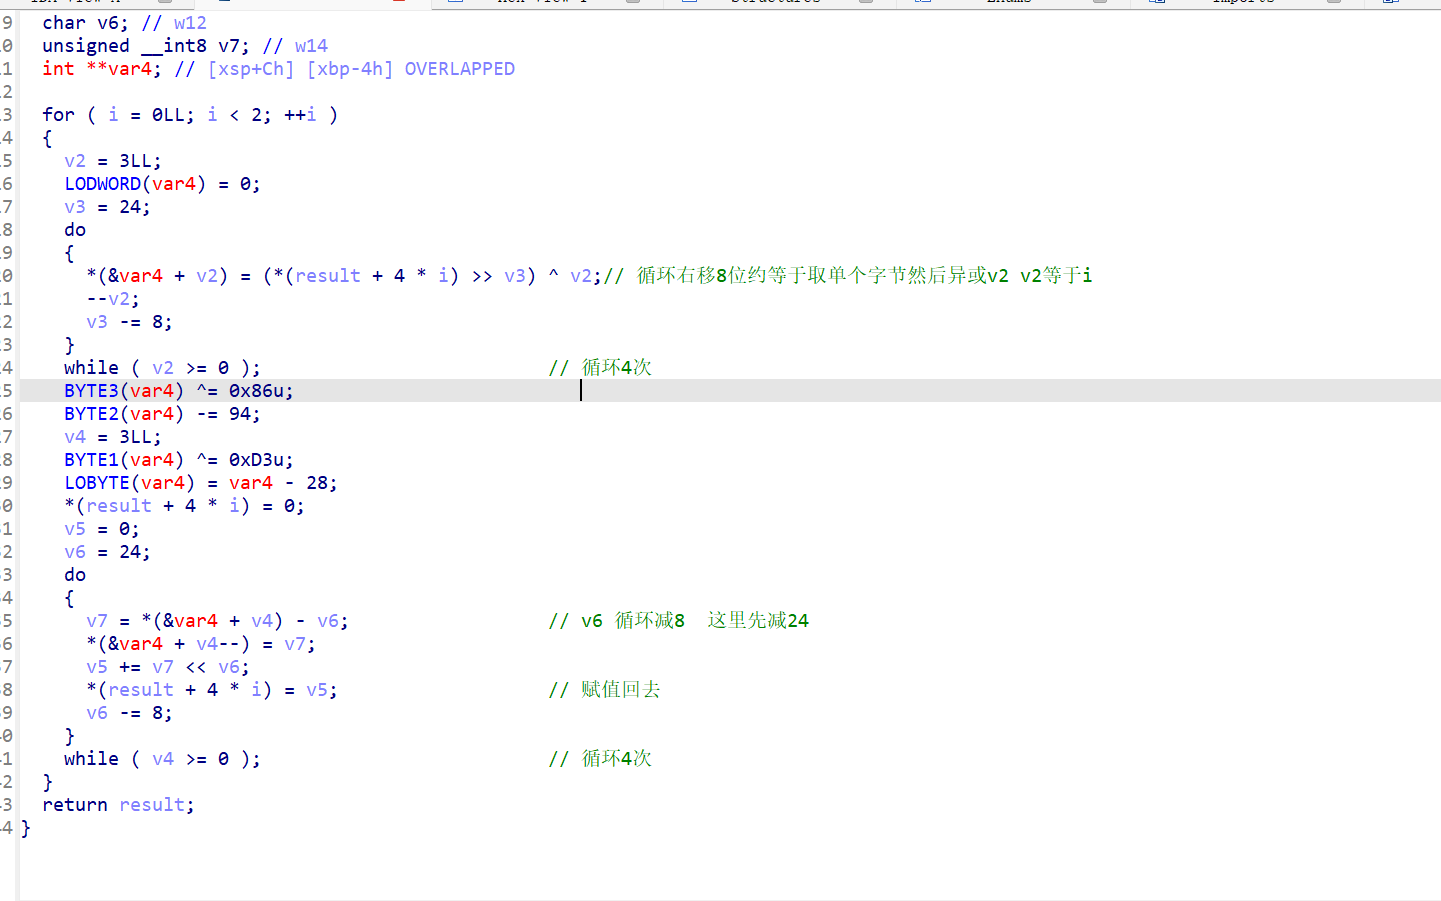 9 char v6; // w12
0 unsigned __int8 v7; // w14
1 int **var4; // [xsp+Ch] [xbp-4h] OVERLAPPED
2
3 for ( i = 0LL; i < 2; ++i )
4 {
5 v2 = 3LL;
6 LODWORD(var4) = 0;
7 v3 = 24;
8 do
9 {
0 *(&var4 + v2) = (*(result + 4 * i) >> v3) ^ v2;// 循环右移8位约等于取单个字节然后异或v2 v2等于i
1 --v2;
2 v3 -= 8;
3 }
4 while ( v2 >= 0 ); // 循环4次
5 BYTE3(var4) ^= 0x86u;
6 BYTE2(var4) -= 94;
7 v4 = 3LL;
8 BYTE1(var4) ^= 0xD3u;
9 LOBYTE(var4) = var4 - 28;
0 *(result + 4 * i) = 0;
1 v5 = 0;
2 v6 = 24;
3 do
4 {
5 v7 = *(&var4 + v4) - v6; // v6 循环减8 这里先减24
6 *(&var4 + v4--) = v7;
7 v5 += v7 << v6;
8 *(result + 4 * i) = v5; // 赋值回去
9 v6 -= 8;
0 }
1 while ( v4 >= 0 ); // 循环4次
2 }
3 return result;
4 }